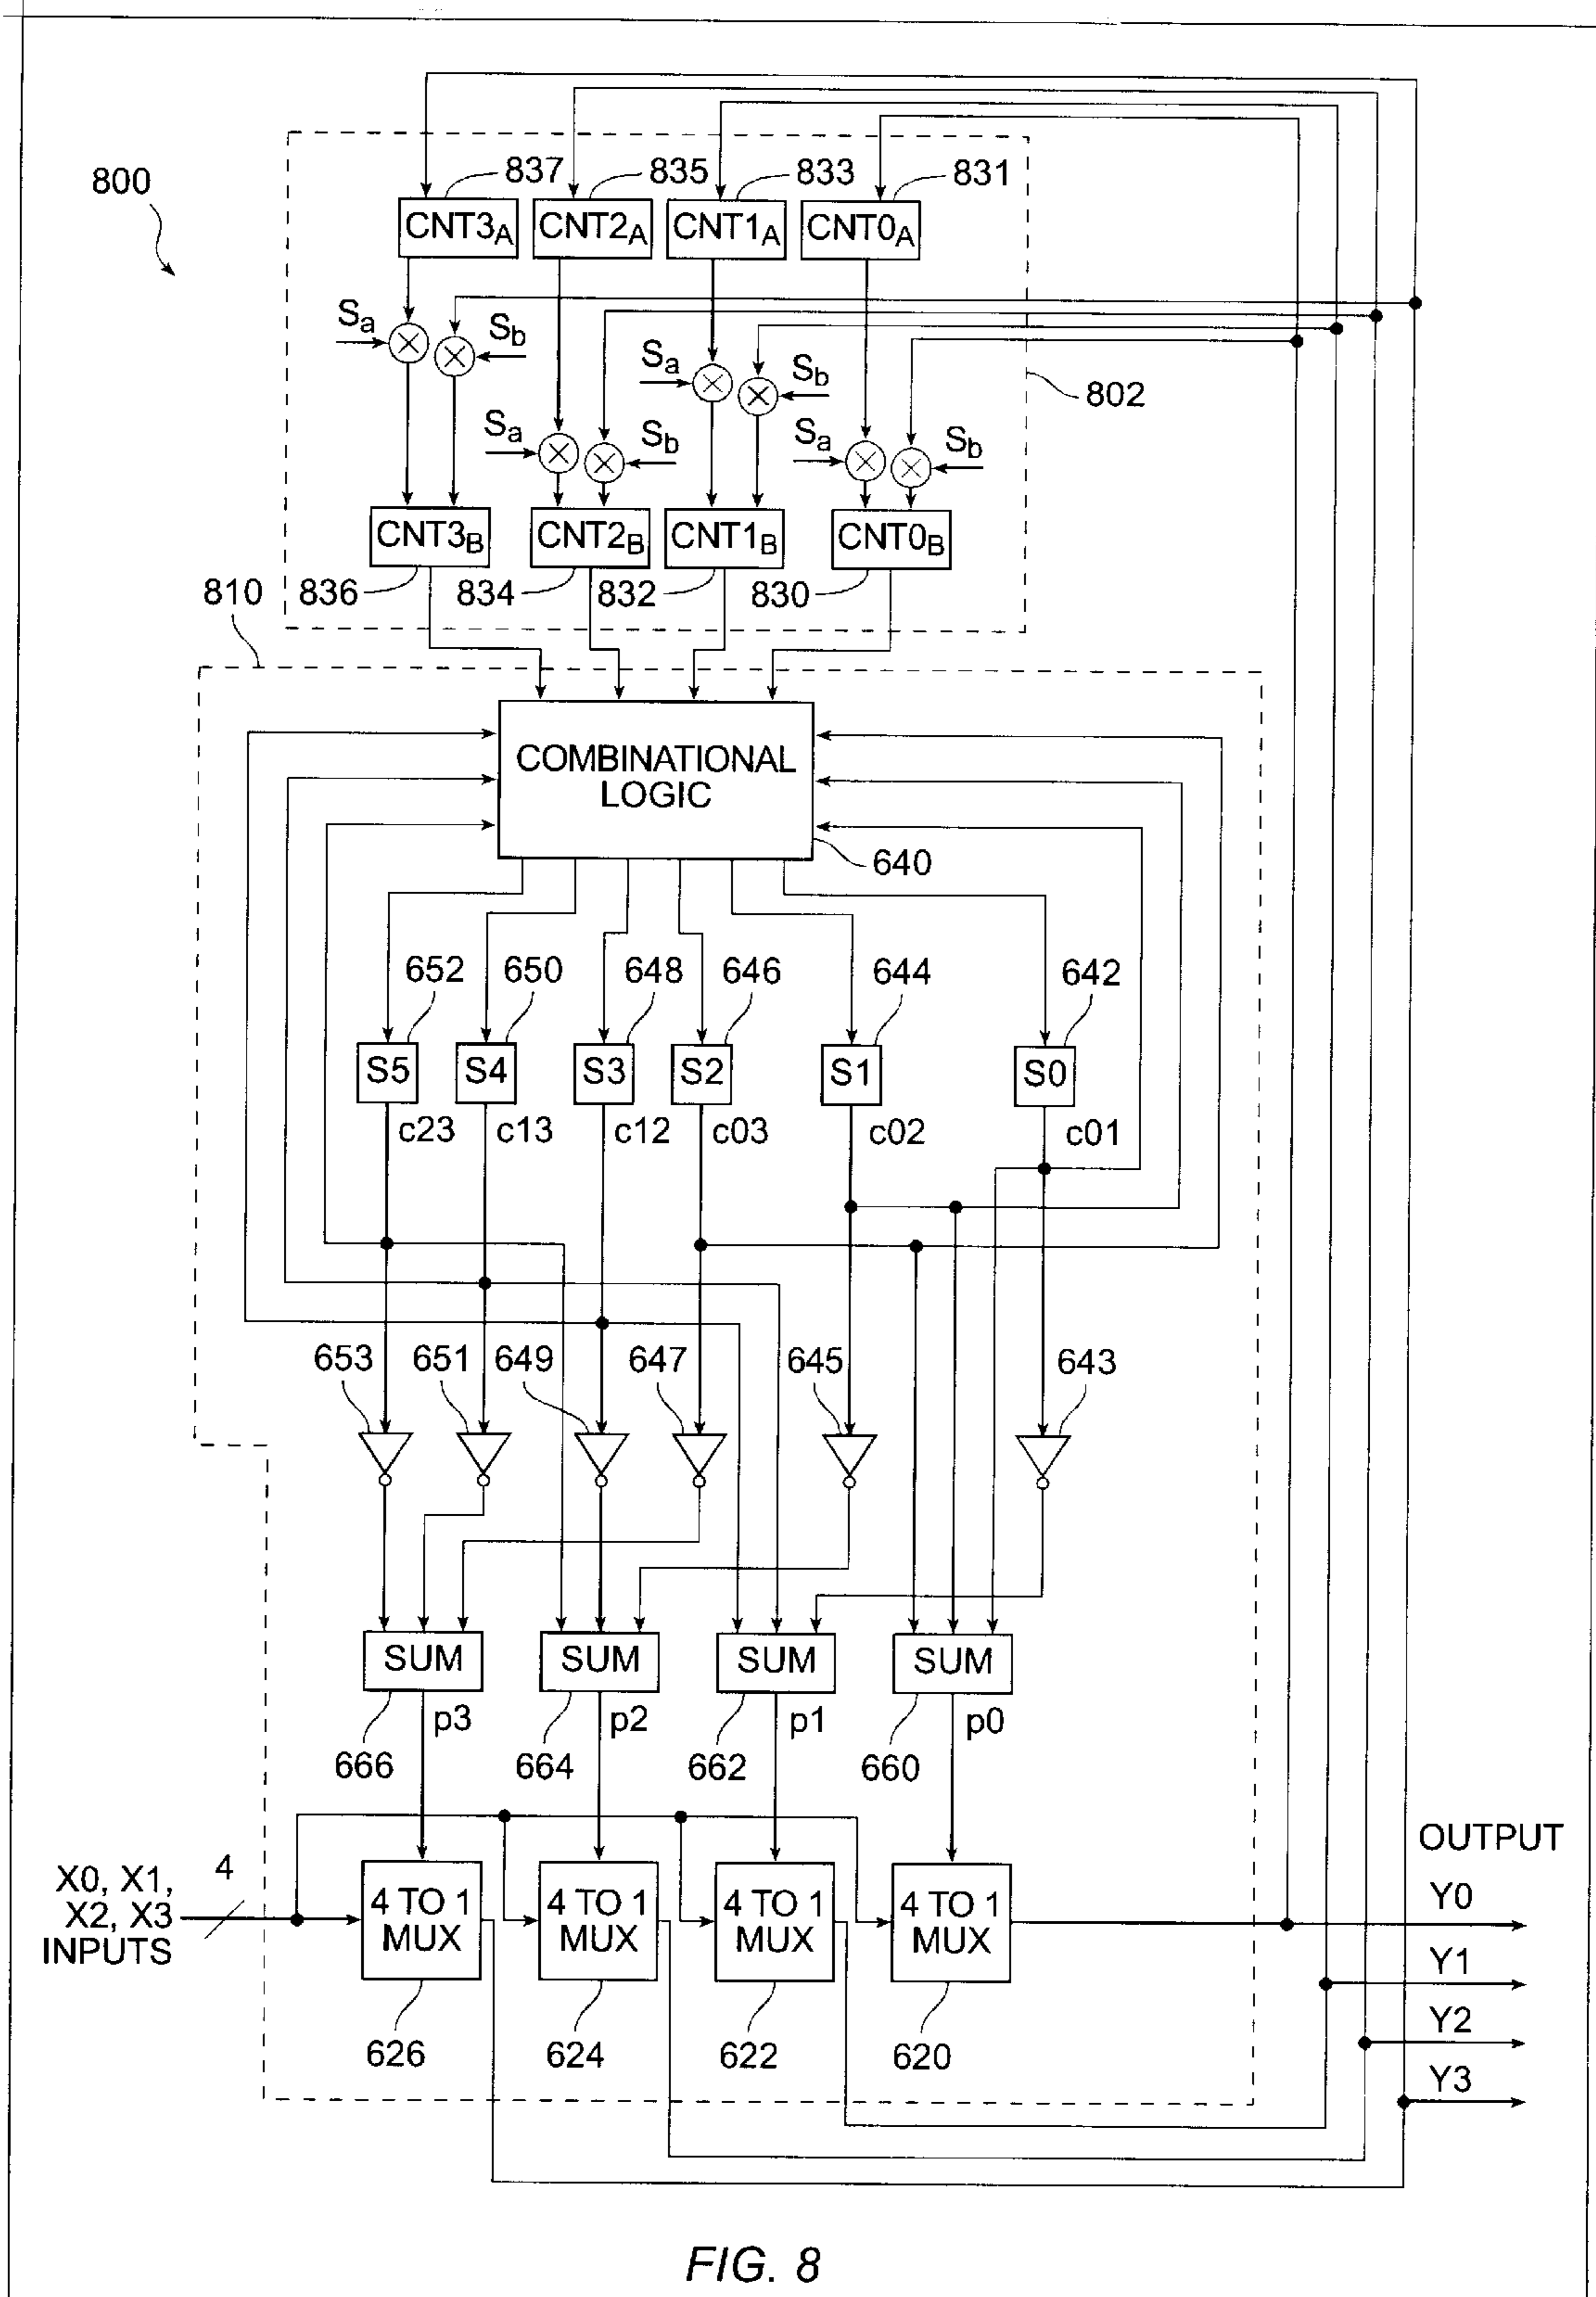 800
837
835
833
831
CNT3A
CNT2A
CNT1A
CNT0A
Sa
Sb
Sa
Sb
802
Sa
Sb
Sa
Sb
CNT3B
CNT2B
CNT1B
CNT0B
810
836
834
832
830
COMBINATIONAL
LOGIC
640
652
650
648
646
644
642
S5
S4
S3
S2
S1
S0
c23
c13
c12
c03
c02
c01
653
651
649
647
645
643
SUM
SUM
SUM
SUM
p3
p2
p1
p0
666
664
662
660
OUTPUT
X0, X1,
X2, X3
INPUTS
4
4 TO 1
MUX
4 TO 1
MUX
4 TO 1
MUX
4 TO 1
MUX
Y0
Y1
Y2
Y3
626
624
622
620
FIG. 8